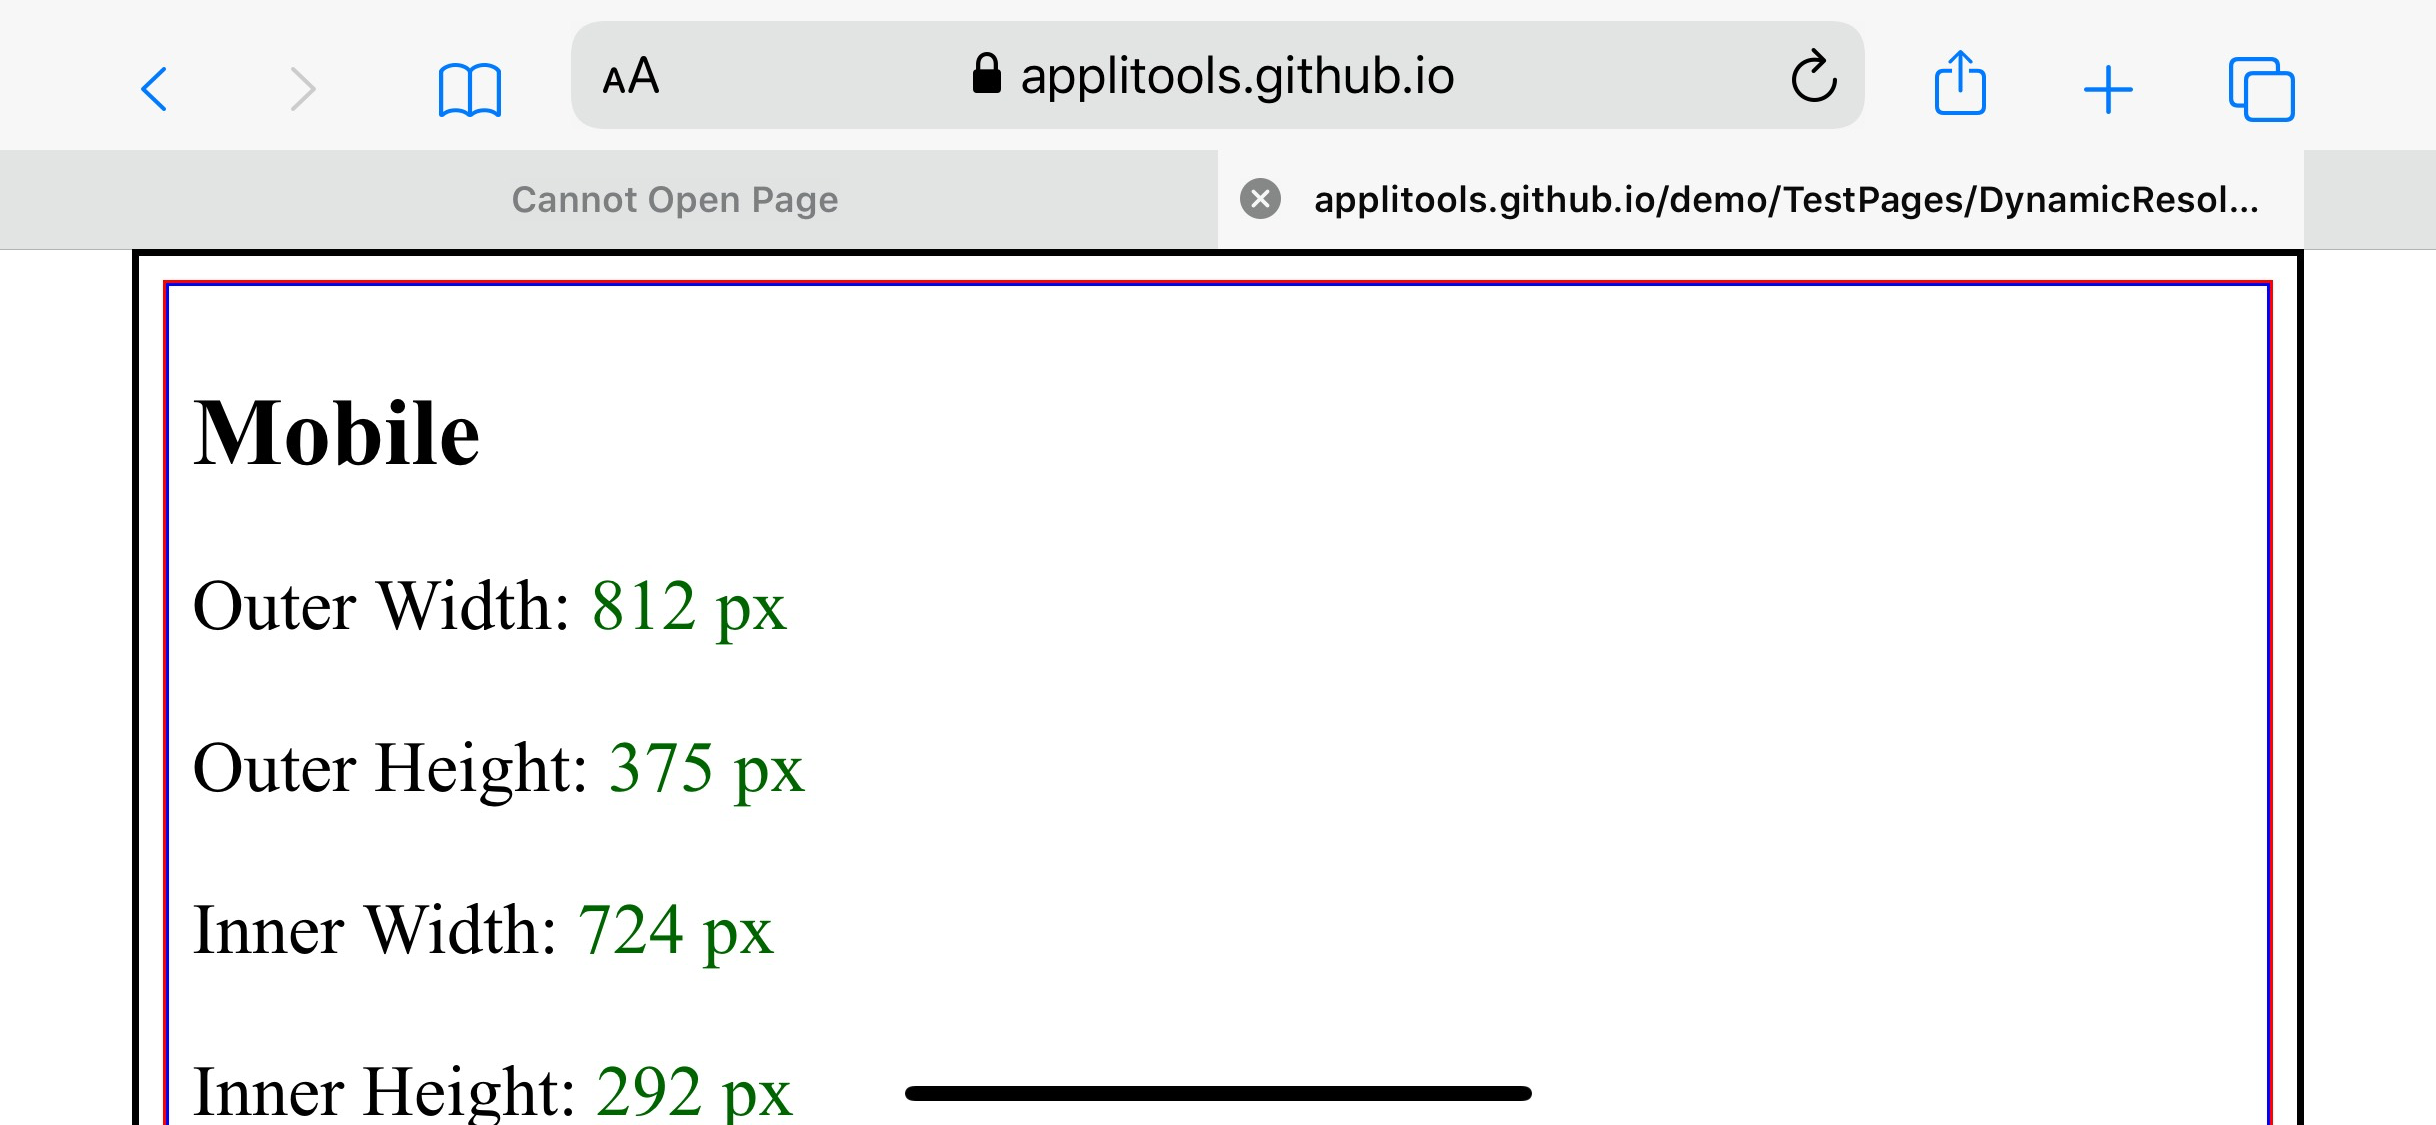 AA applitools.github.io
Cannot Open Page
applitools.github.io/demo/TestPages/DynamicResol...
Mobile
Outer Width: 812 px
Outer Height: 375 px
Inner Width: 724 px
Inner Height: 292 px